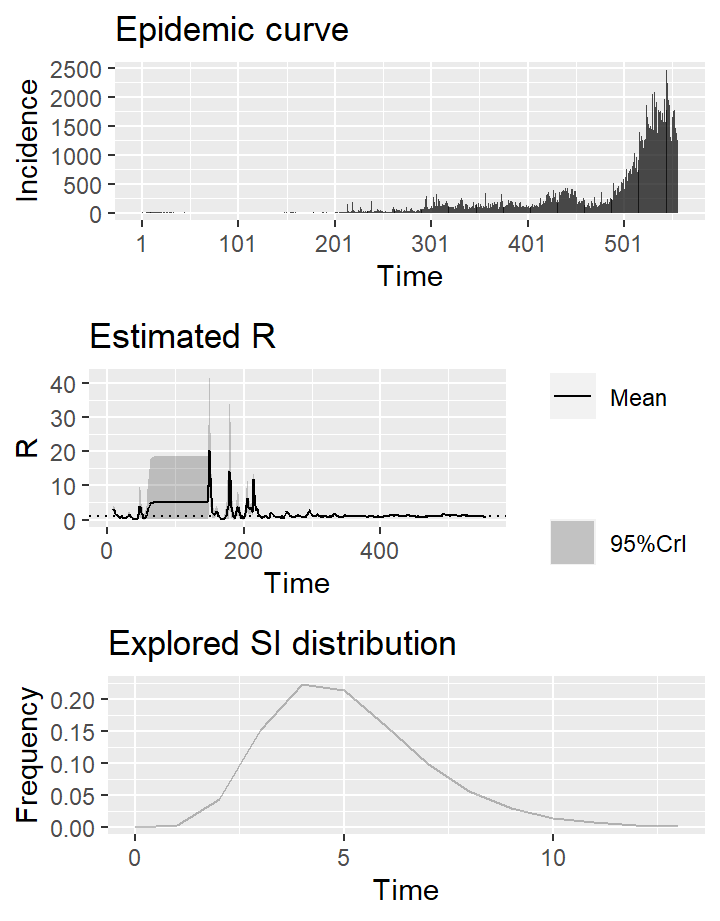 Epidemic curve
2500
2000
1500
1000
500
0
Incidence
1 101 201 301 401 501
Time
Estimated R
40
30
20
10
0
R
0 200 400
Time
Mean
95%CrI
Explored SI distribution
0.20
0.15
0.10
0.05
0.00
Frequency
0 5 10
Time